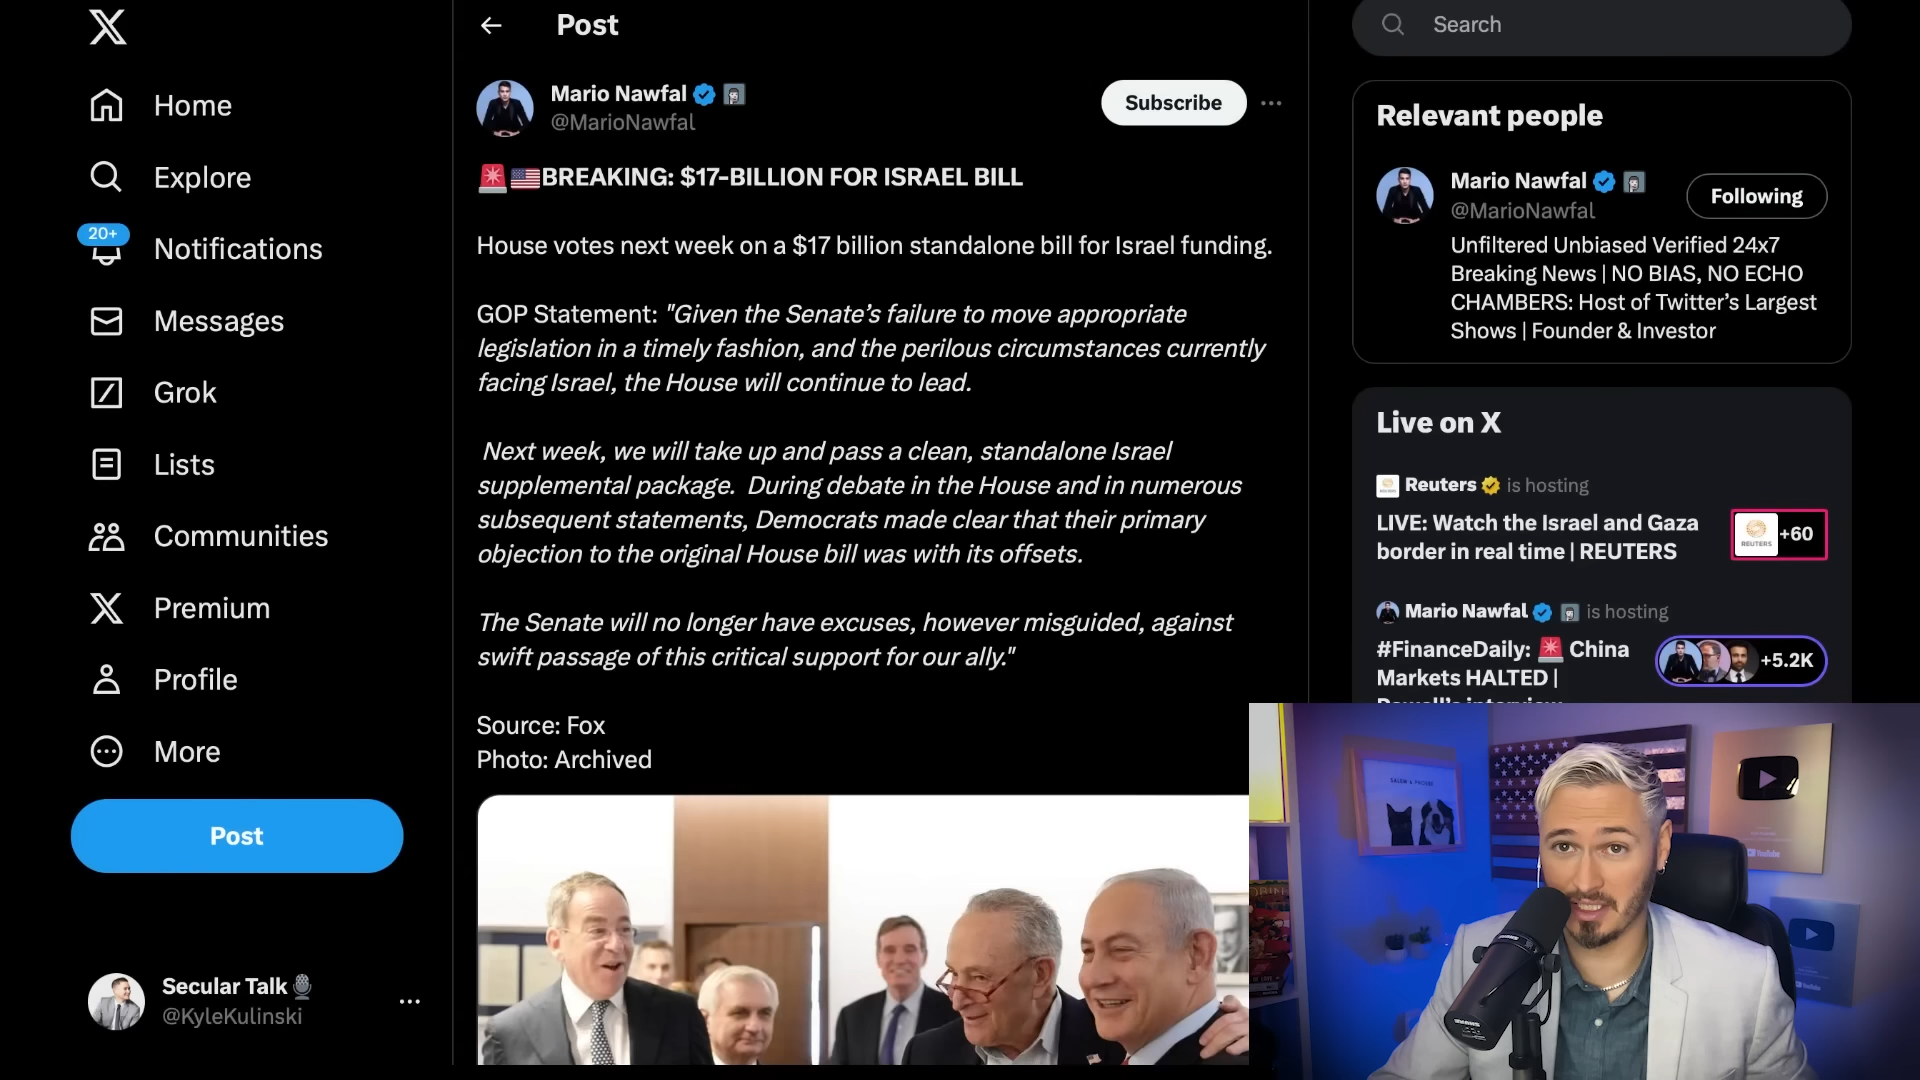 Home
Explore
20+
Notifications
Messages
Grok
Lists
Communities
Premium
Profile
More
Post
Secular Talk
@KyleKulinski
Post
Mario Nawfal
@MarioNawfal
Subscribe
BREAKING: $17-BILLION FOR ISRAEL BILL
House votes next week on a $17 billion standalone bill for Israel funding.
GOP Statement: "Given the Senate’s failure to move appropriate
legislation in a timely fashion, and the perilous circumstances currently
facing Israel, the House will continue to lead.
Next week, we will take up and pass a clean, standalone Israel
supplemental package. During debate in the House and in numerous
subsequent statements, Democrats made clear that their primary
objection to the original House bill was with its offsets.
The Senate will no longer have excuses, however misguided, against
swift passage of this critical support for our ally."
Source: Fox
Photo: Archived
Search
Relevant people
Mario Nawfal
@MarioNawfal
Following
Unfiltered Unbiased Verified 24x7
Breaking News | NO BIAS, NO ECHO
CHAMBERS: Host of Twitter’s Largest
Shows | Founder & Investor
Live on X
Reuters is hosting
LIVE: Watch the Israel and Gaza
border in real time | REUTERS
REUTERS
+60
Mario Nawfal is hosting
#FinanceDaily: China
Markets HALTED |
+5.2K
YouTube